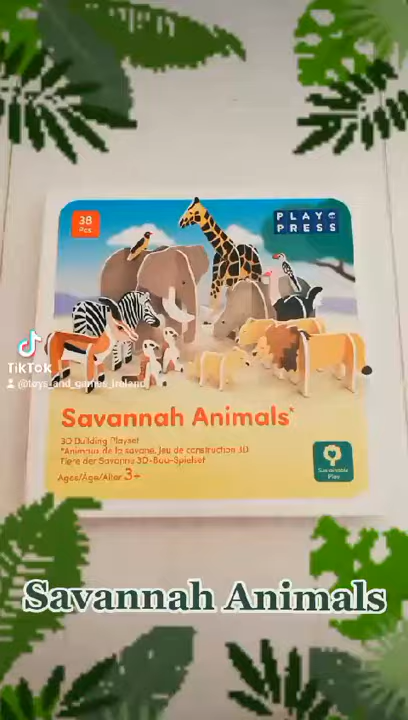 38
Pcs.
PLAY
PRESS
TikTok
@toys_and_games_ireland
Savannah Animals*
3D Building Playset
*Animaux de la savane, jeu de construction 3D
Tiere der Savanne 3D-Bau-Spielset
Ages/Âge/Alter 3+
Sustainable
Play
Savannah Animals